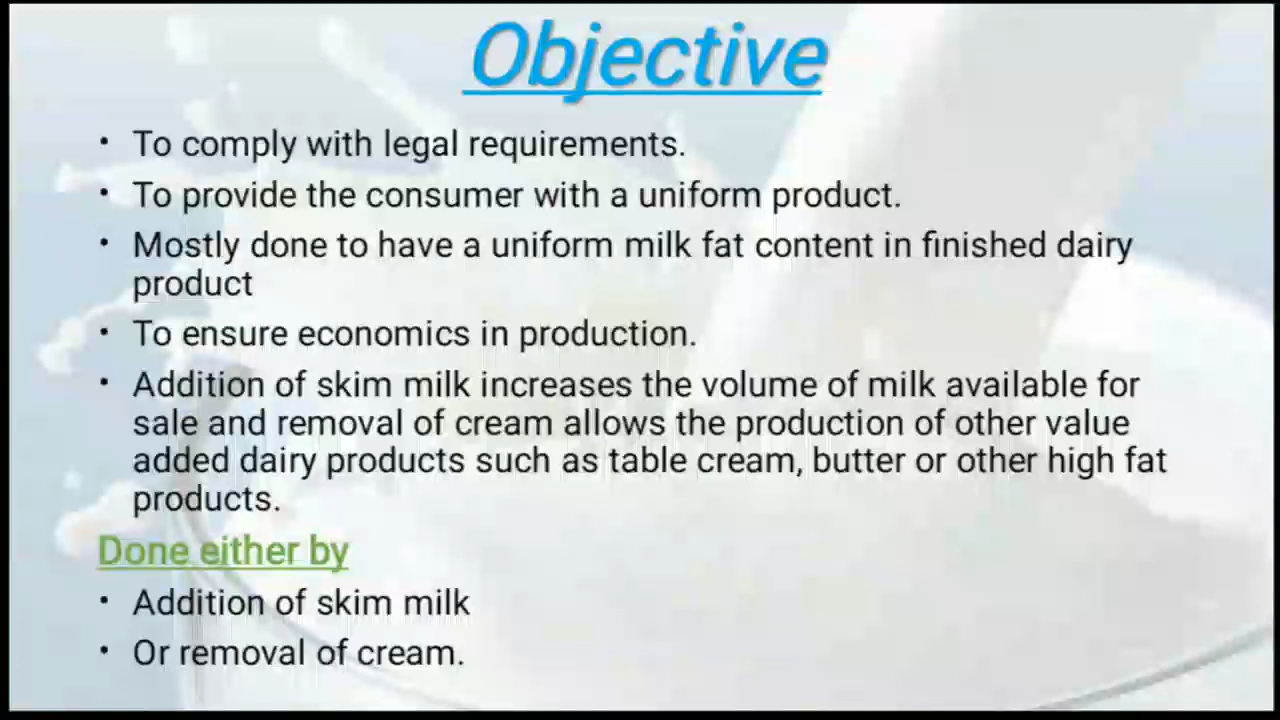 Objective
• To comply with legal requirements.
• To provide the consumer with a uniform product.
• Mostly done to have a uniform milk fat content in finished dairy
product
• To ensure economics in production.
• Addition of skim milk increases the volume of milk available for
sale and removal of cream allows the production of other value
added dairy products such as table cream, butter or other high fat
products.
Done either by
• Addition of skim milk
• Or removal of cream.